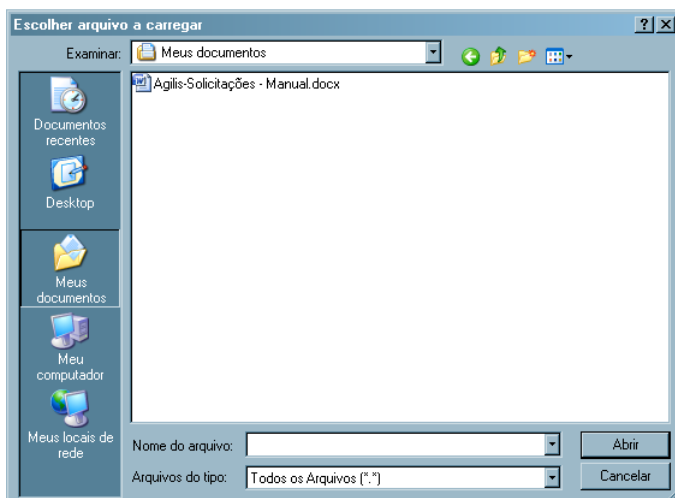 Escolher arquivo a carregar
Examinar:
Meus documentos
Agilis-Solicitações - Manual.docx
Documentos
recentes
Desktop
Meus
documentos
Meu
computador
Meus locais de
rede
Nome do arquivo:
Abrir
Arquivos do tipo:
Todos os Arquivos (*.*)
Cancelar